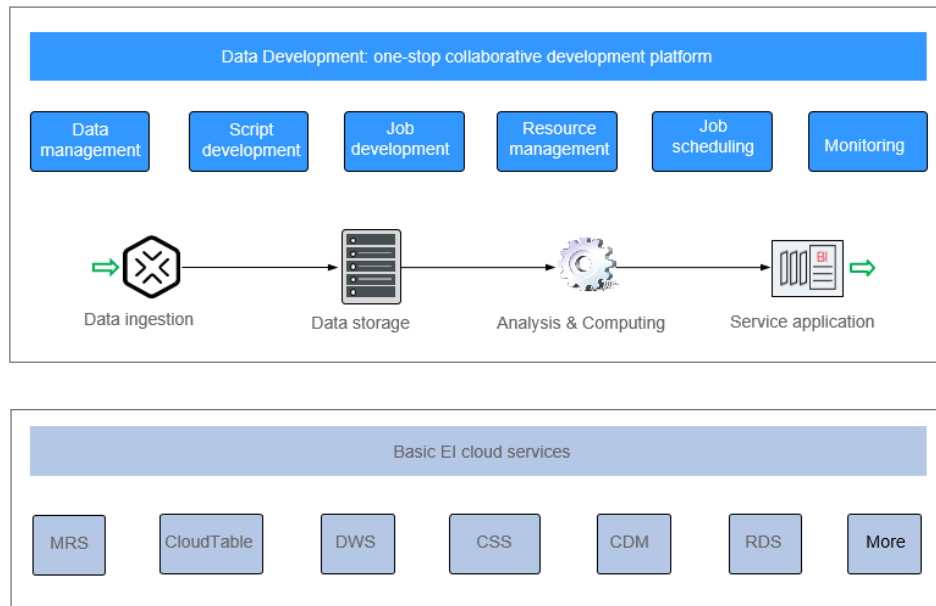 Data Development: one-stop collaborative development platform
Data
management
Script
development
Job
development
Resource
management
Job
scheduling
Monitoring
BI
Data ingestion
Data storage
Analysis & Computing
Service application
Basic EI cloud services
MRS
CloudTable
DWS
CSS
CDM
RDS
More